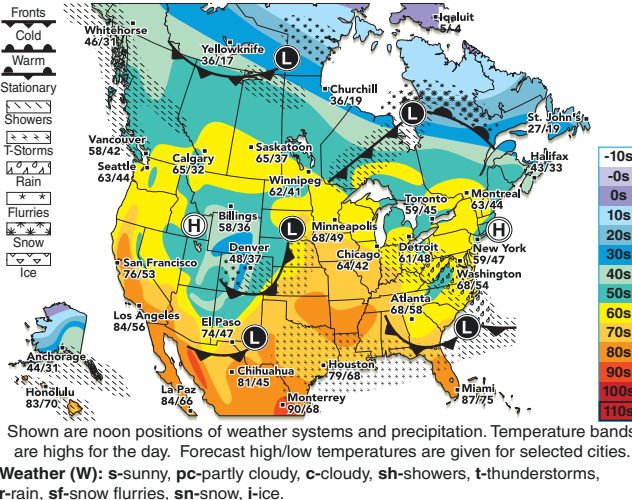 Fronts
Cold
Warm
Stationary
Showers
T-Storms
Rain
Flurries
Snow
Ice
Whitehorse
46/31
Yellowknife
36/17
L
Iqaluit
5/-4
Churchill
36/19
L
St. John's
27/19
Vancouver
58/42
Seattle
63/44
Calgary
65/32
Saskatoon
65/37
Winnipeg
62/41
Halifax
43/33
Montreal
63/44
Toronto
59/45
H
Billings
58/36
L
Minneapolis
68/49
Chicago
64/42
Detroit
61/48
H
New York
59/47
Denver
48/37
San Francisco
76/53
Washington
68/54
Los Angeles
84/56
El Paso
74/47
L
Atlanta
68/58
L
Anchorage
44/31
Honolulu
83/70
La Paz
84/66
Chihuahua
81/45
Houston
79/68
Monterrey
90/68
Miami
87/75
-10s
-0s
0s
10s
20s
30s
40s
50s
60s
70s
80s
90s
100s
110s
Shown are noon positions of weather systems and precipitation. Temperature bands
are highs for the day. Forecast high/low temperatures are given for selected cities.
Weather (W): s-sunny, pc-partly cloudy, c-cloudy, sh-showers, t-thunderstorms,
r-rain, sf-snow flurries, sn-snow, i-ice.